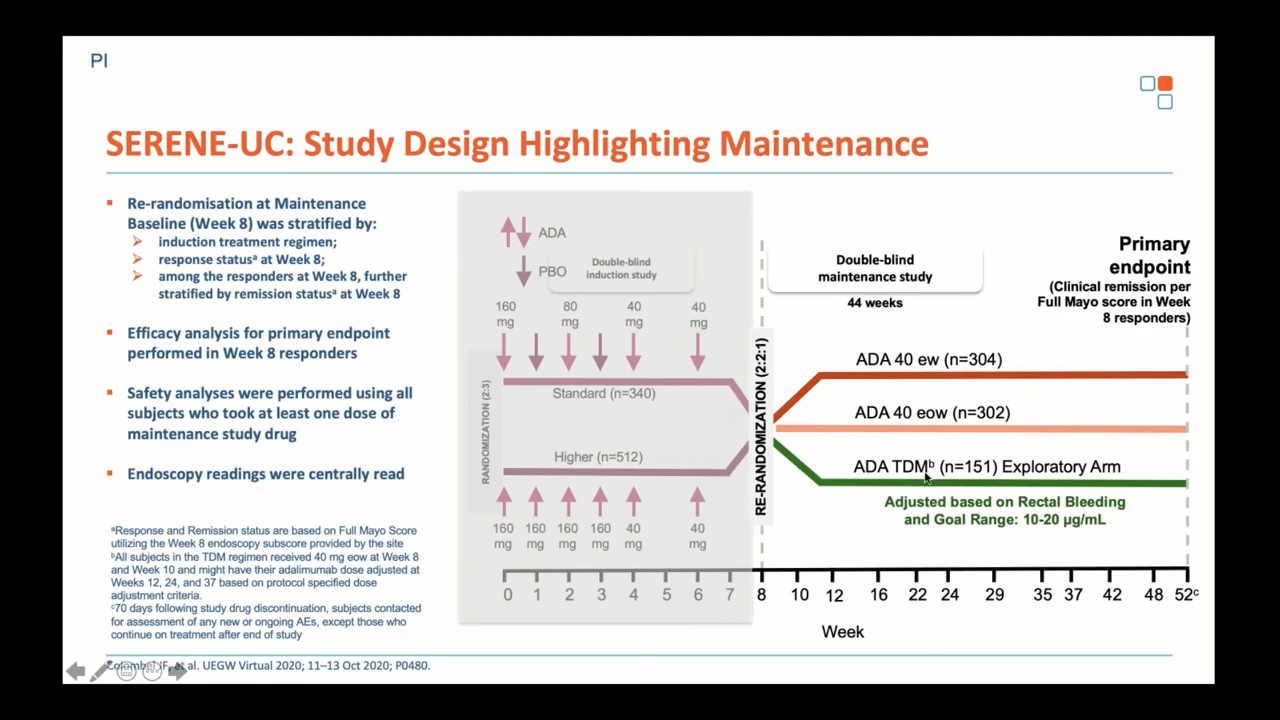 PI
SERENE-UC: Study Design Highlighting Maintenance
Re-randomisation at Maintenance
Baseline (Week 8) was stratified by:
induction treatment regimen;
response statusᵃ at Week 8;
among the responders at Week 8, further
stratified by remission statusᵃ at Week 8
Efficacy analysis for primary endpoint
performed in Week 8 responders
Safety analyses were performed using all
subjects who took at least one dose of
maintenance study drug
Endoscopy readings were centrally read
ᵃResponse and Remission status are based on Full Mayo Score
utilizing the Week 8 endoscopy subscore provided by the site
ᵇAll subjects in the TDM regimen received 40 mg eow at Week 8
and Week 10 and might have their adalimumab dose adjusted at
Weeks 12, 24, and 37 based on protocol specified dose
adjustment criteria.
ᶜ70 days following study drug discontinuation, subjects contacted
for assessment of any new or ongoing AEs, except those who
continue on treatment after end of study
ADA
PBO
Double-blind
induction study
160 mg
80 mg
40 mg
40 mg
RANDOMIZATION (2:3)
Standard (n=340)
Higher (n=512)
160 mg
160 mg
160 mg
160 mg
40 mg
40 mg
RE-RANDOMIZATION (2:2:1)
Double-blind
maintenance study
44 weeks
Primary
endpoint
(Clinical remission per
Full Mayo score in Week
8 responders)
ADA 40 ew (n=304)
ADA 40 eow (n=302)
ADA TDMᵇ (n=151) Exploratory Arm
Adjusted based on Rectal Bleeding
and Goal Range: 10-20 µg/mL
0 1 2 3 4 5 6 7 8 10 12 16 22 24 29 35 37 42 48 52ᶜ
Week
Colombel JF, et al. UEGW Virtual 2020; 11–13 Oct 2020; P0480.